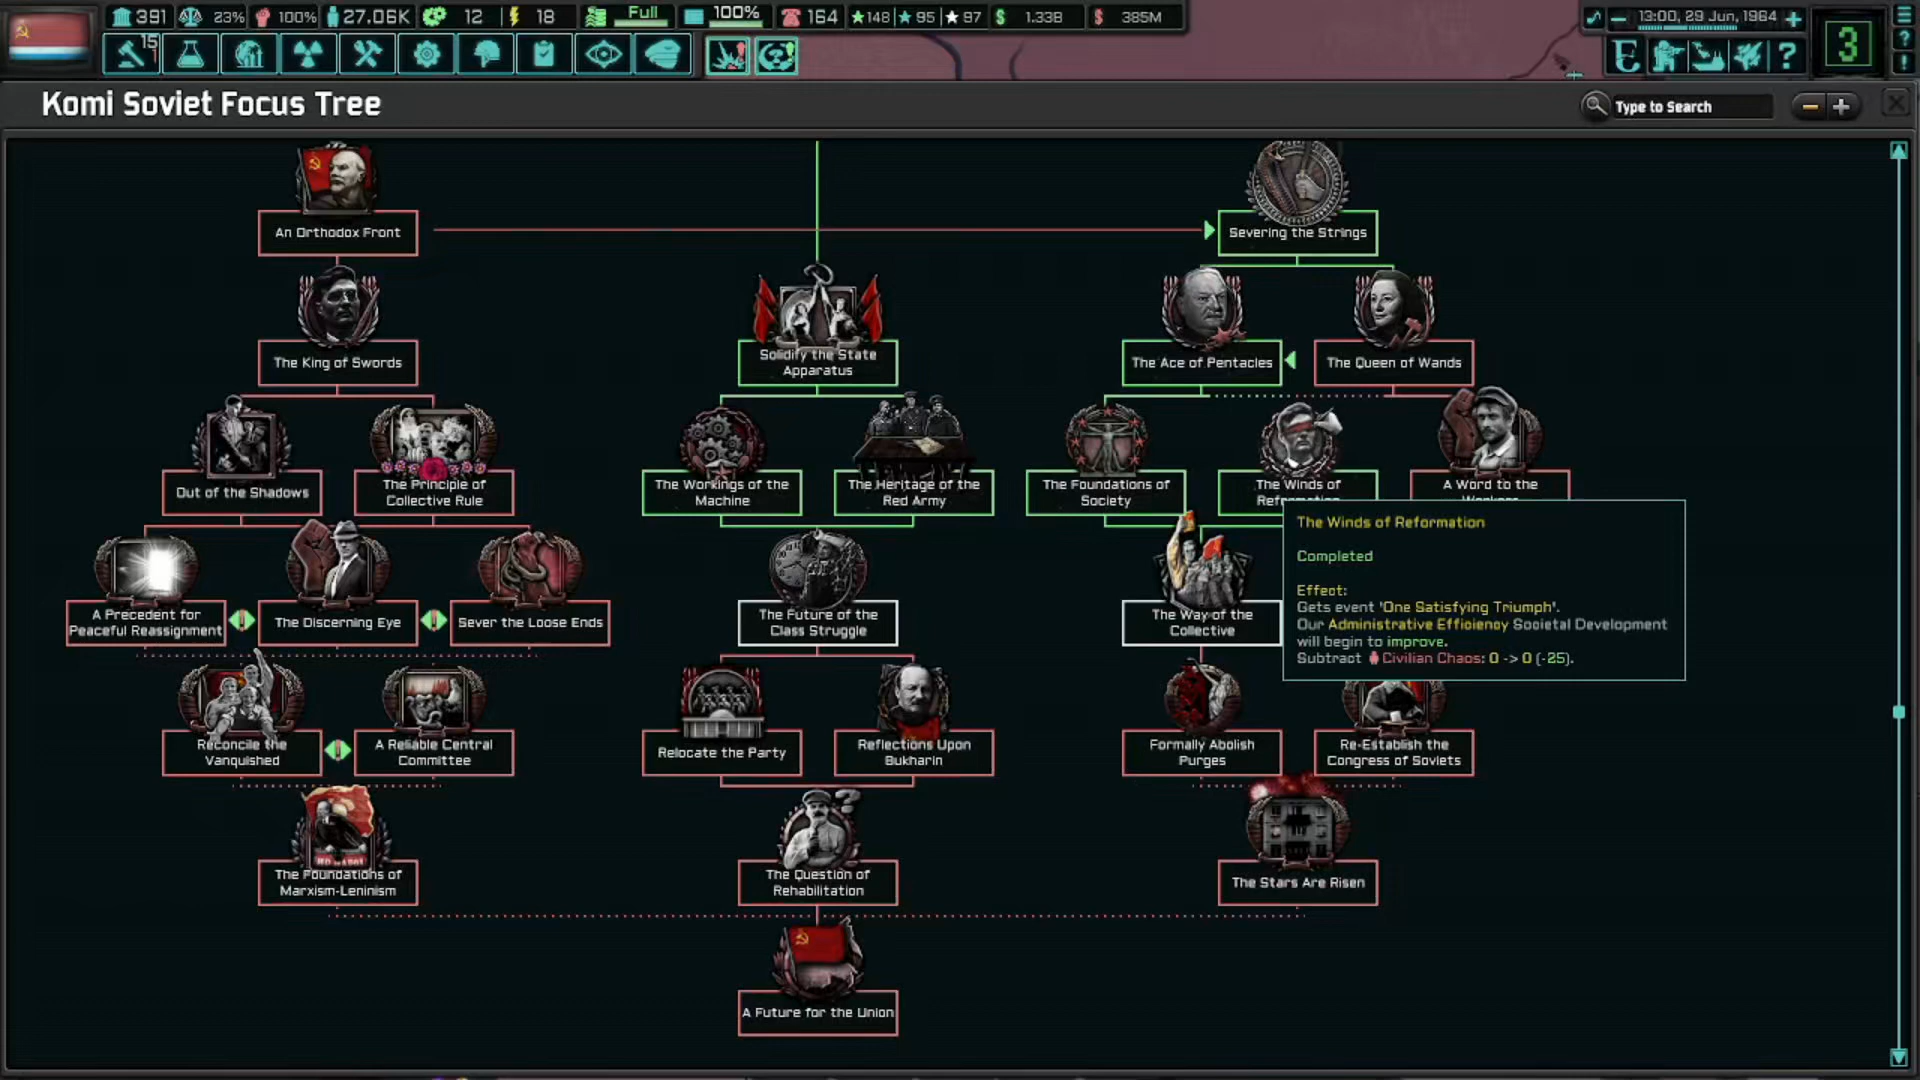 391 23% 100% 27.06K 12 18 Full 100% 164 148 95 97 $ 1.33B $ 385M 13:00, 29 Jun, 1964
15
3
Komi Soviet Focus Tree
Type to Search
An Orthodox Front
Severing the Strings
The King of Swords
Solidify the State
Apparatus
The Ace of Pentacles
The Queen of Wands
Out of the Shadows
The Principle of
Collective Rule
The Workings of the
Machine
The Heritage of the
Red Army
The Foundations of
Society
The Winds of
Reformation
A Word to the
The Winds of Reformation
Completed
Effect:
Gets event 'One Satisfying Triumph'.
Our Administrative Efficiency Societal Development
will begin to improve.
Subtract Civilian Chaos: 0 -> 0 (-25).
A Precedent for
Peaceful Reassignment
The Discerning Eye
Sever the Loose Ends
The Future of the
Class Struggle
The Way of the
Collective
Reconcile the
Vanquished
A Reliable Central
Committee
Relocate the Party
Reflections Upon
Bukharin
Formally Abolish
Purges
Re-Establish the
Congress of Soviets
The Foundations of
Marxism-Leninism
The Question of
Rehabilitation
The Stars Are Risen
A Future for the Union